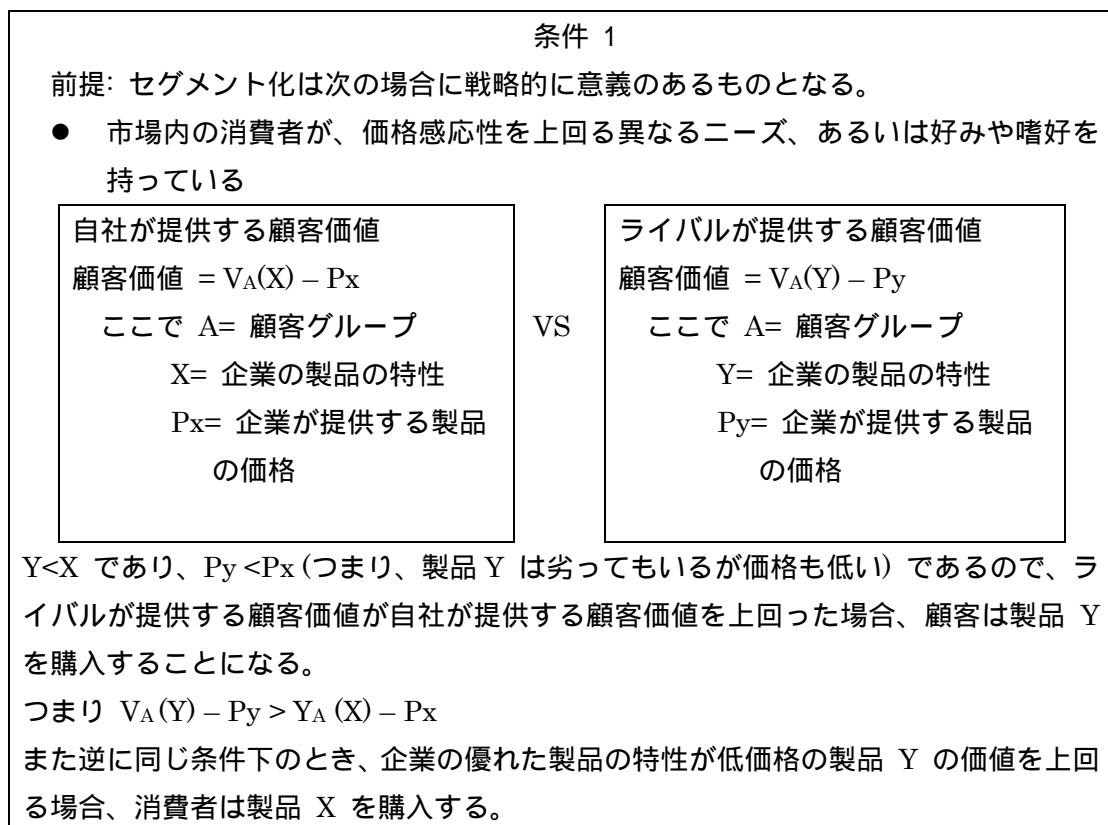 条件 1
前提: セグメント化は次の場合に戦略的に意義のあるものとなる。
● 市場内の消費者が、価格感応性を上回る異なるニーズ、あるいは好みや嗜好を
持っている
自社が提供する顧客価値
顧客価値 = VA(X) – Px
ここで A= 顧客グループ
X= 企業の製品の特性
Px= 企業が提供する製品
の価格
VS
ライバルが提供する顧客価値
顧客価値 = VA(Y) – Py
ここで A= 顧客グループ
Y= 企業の製品の特性
Py= 企業が提供する製品
の価格
Y<X であり、Py <Px (つまり、製品 Y は劣ってもいるが価格も低い) であるので、ラ
イバルが提供する顧客価値が自社が提供する顧客価値を上回った場合、顧客は製品 Y
を購入することになる。
つまり VA (Y) – Py > YA (X) – Px
また逆に同じ条件下のとき、企業の優れた製品の特性が低価格の製品 Y の価値を上回
る場合、消費者は製品 X を購入する。